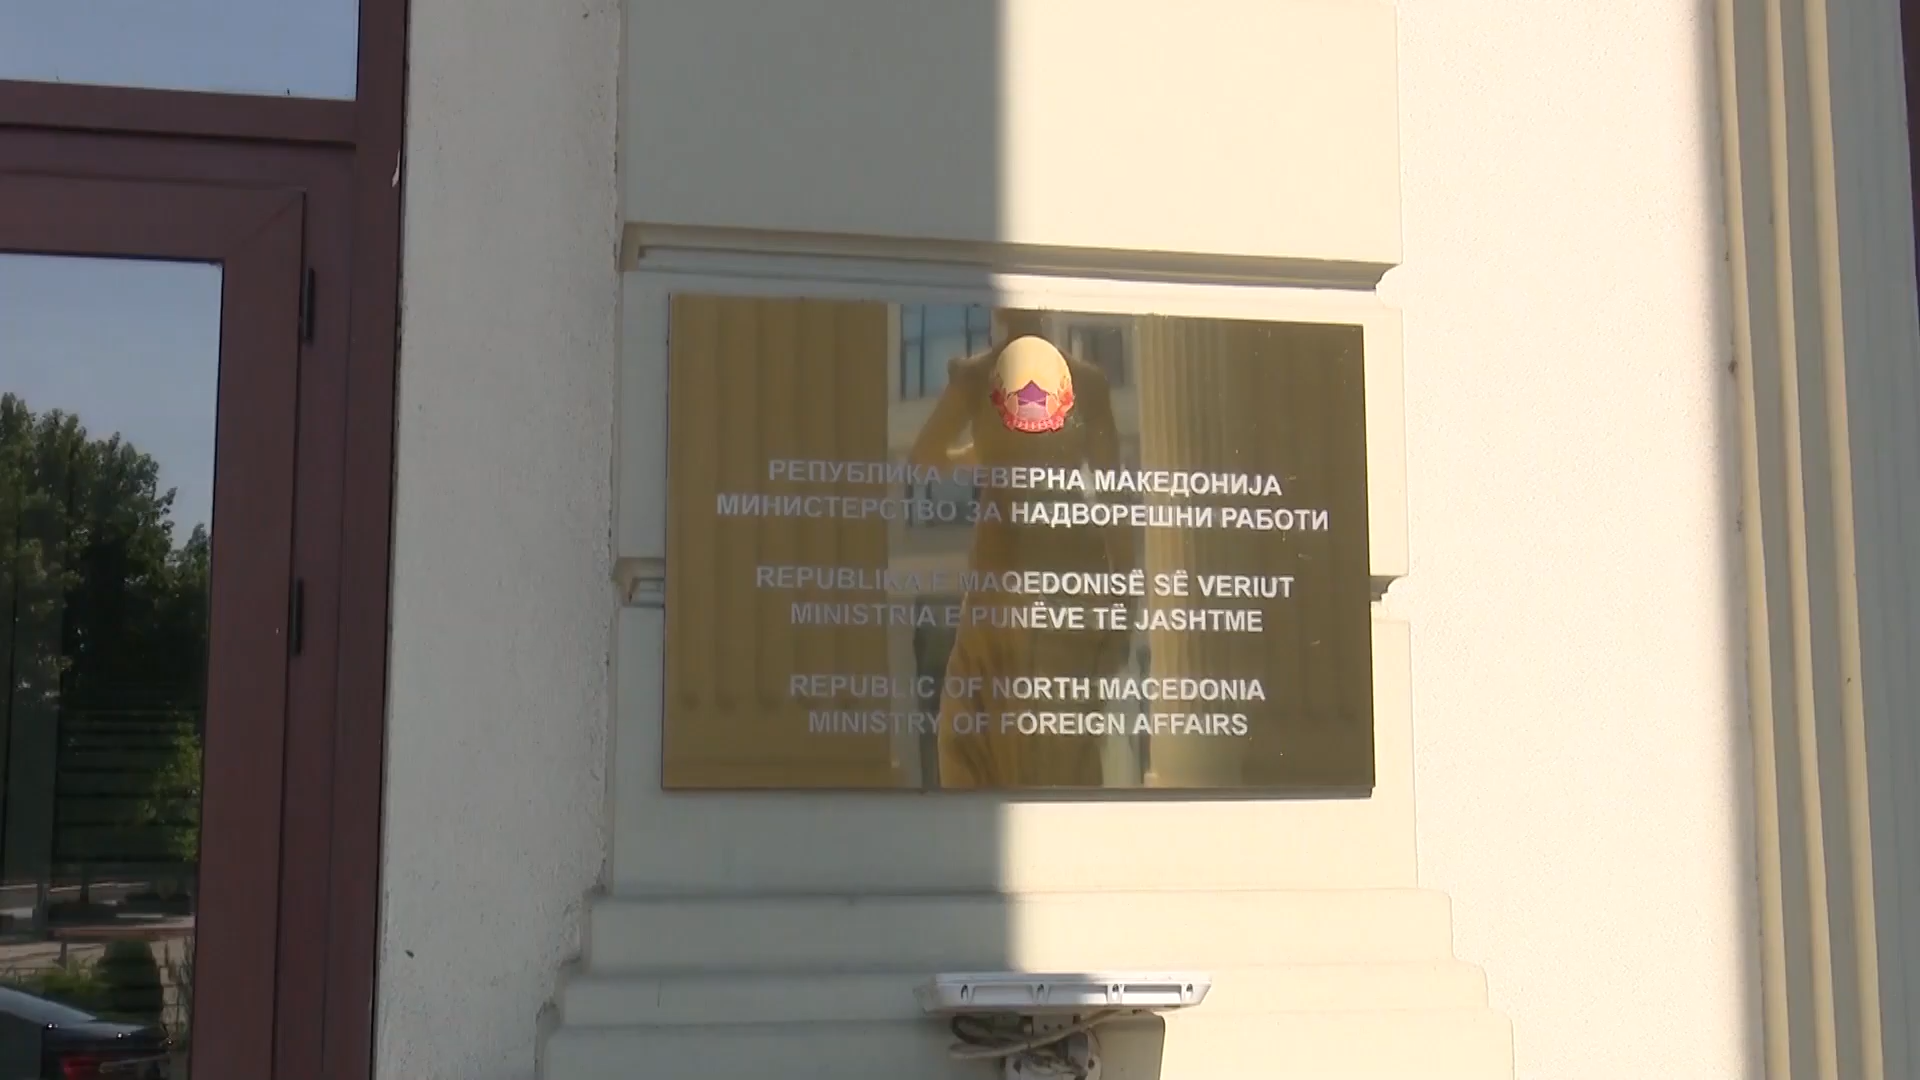 РЕПУБЛИКА СЕВЕРНА МАКЕДОНИЈА
МИНИСТЕРСТВО ЗА НАДВОРЕШНИ РАБОТИ
REPUBLIKA E MAQEDONISË SË VERIUT
MINISTRIA E PUNËVE TË JASHTME
REPUBLIC OF NORTH MACEDONIA
MINISTRY OF FOREIGN AFFAIRS